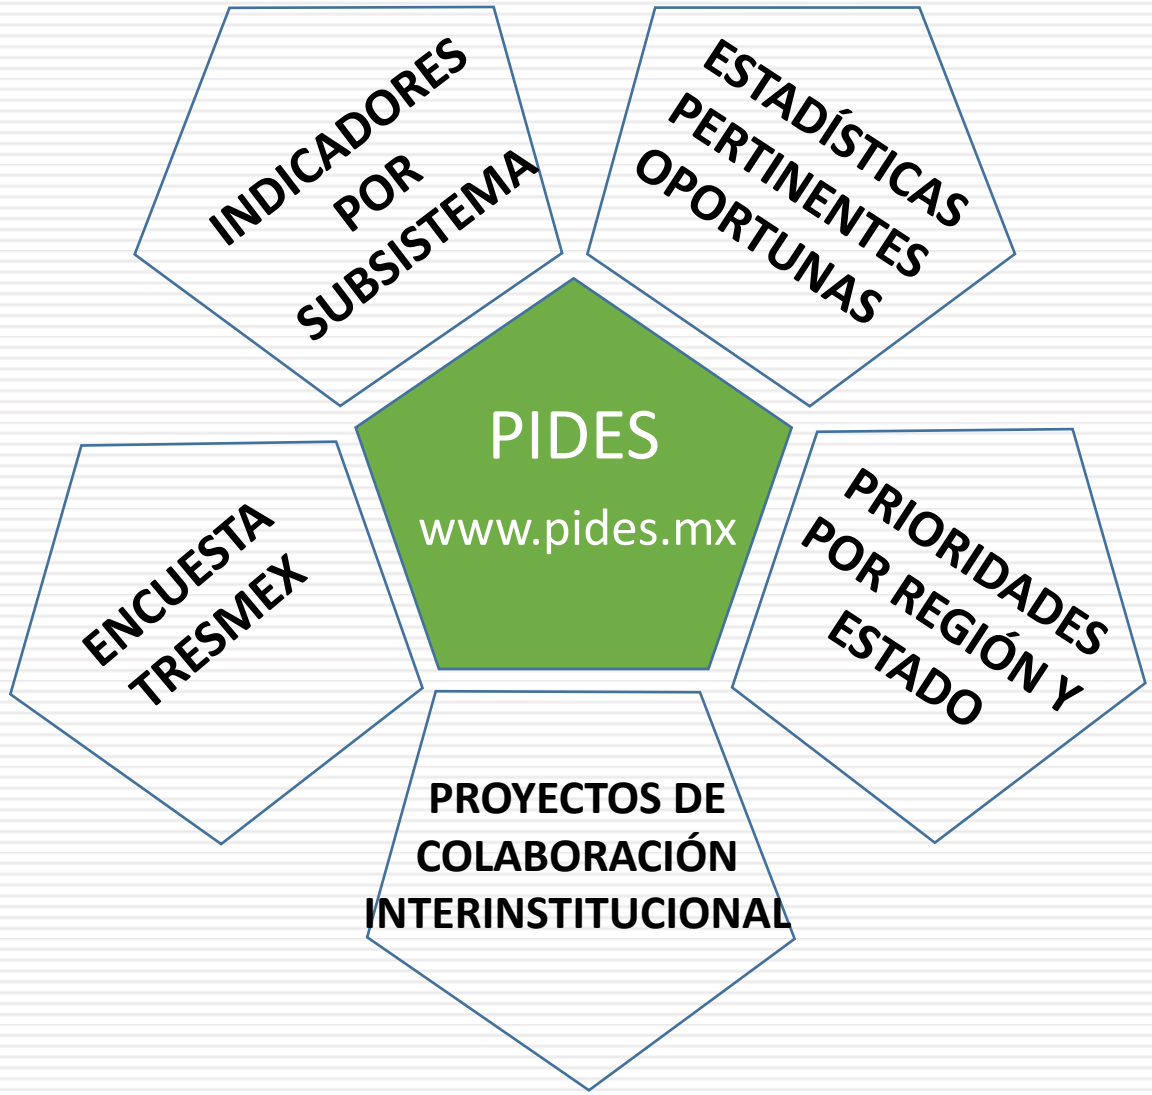 INDICADORES
POR
SUBSISTEMA
ESTADÍSTICAS
PERTINENTES
OPORTUNAS
PIDES
www.pides.mx
ENCUESTA
TRESMEX
PRIORIDADES
POR REGIÓN Y
ESTADO
PROYECTOS DE
COLABORACIÓN
INTERINSTITUCIONAL